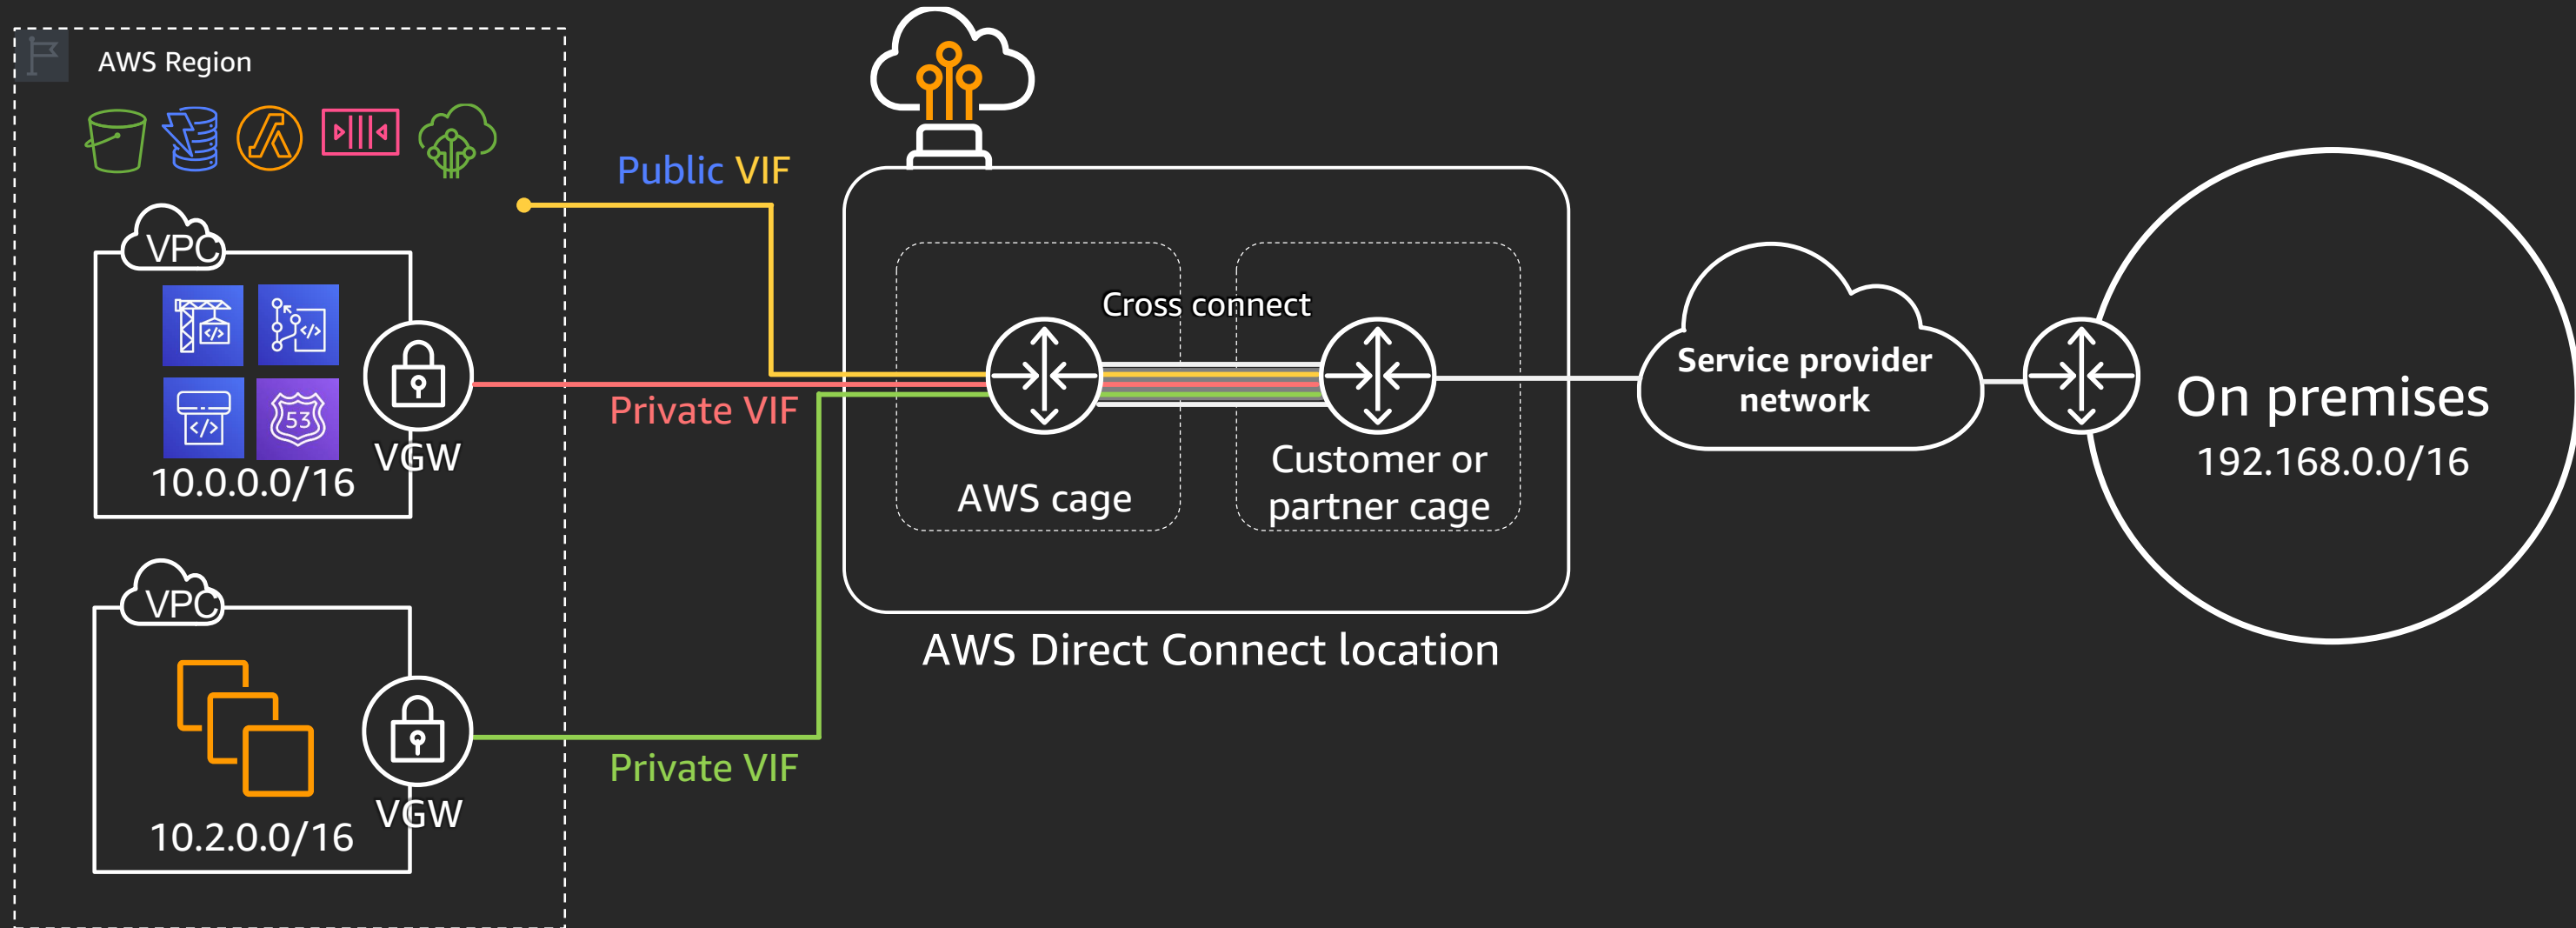 AWS Region
Public VIF
VPC
10.0.0.0/16
VGW
Private VIF
VPC
10.2.0.0/16
VGW
Private VIF
Cross connect
AWS cage
Customer or
partner cage
AWS Direct Connect location
Service provider
network
On premises
192.168.0.0/16
53